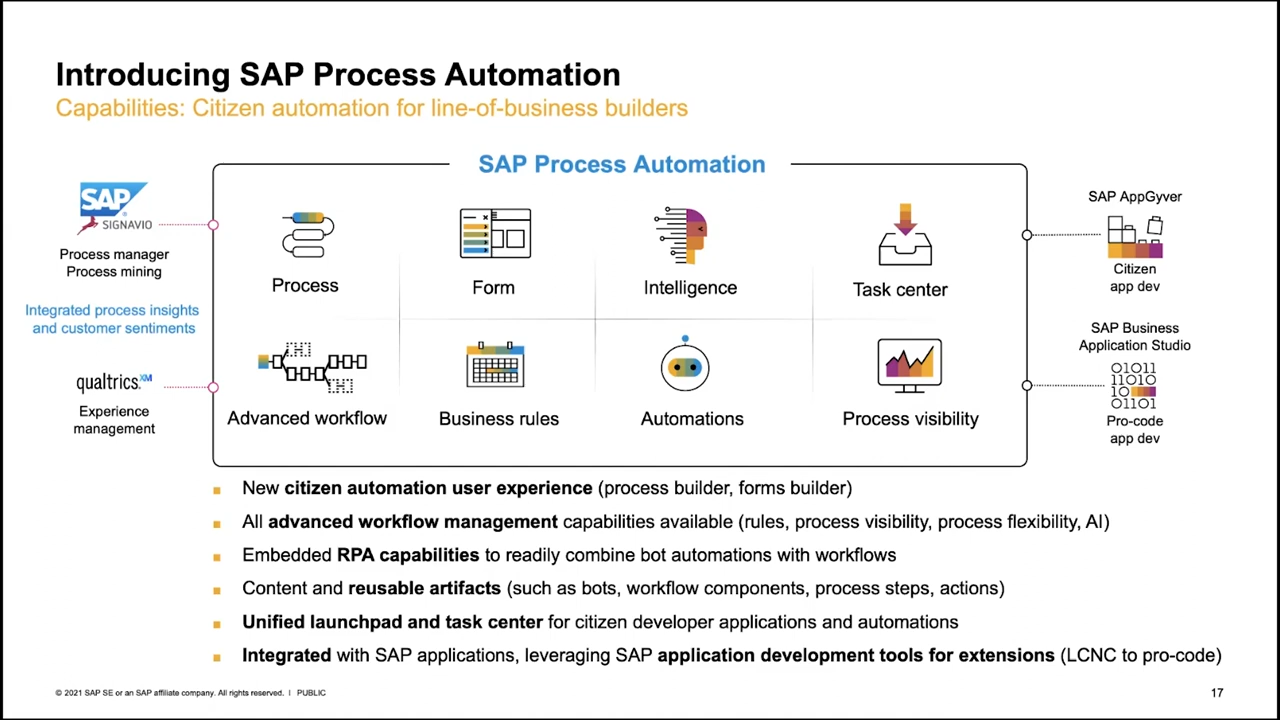 Introducing SAP Process Automation
Capabilities: Citizen automation for line-of-business builders
SAP Process Automation
SAP
SIGNAVIO
Process manager
Process mining
Integrated process insights
and customer sentiments
qualtrics.XM
Experience
management
Process
Form
Intelligence
Task center
Advanced workflow
Business rules
Automations
Process visibility
SAP AppGyver
Citizen
app dev
SAP Business
Application Studio
01011
11010
10
01101
Pro-code
app dev
New citizen automation user experience (process builder, forms builder)
All advanced workflow management capabilities available (rules, process visibility, process flexibility, AI)
Embedded RPA capabilities to readily combine bot automations with workflows
Content and reusable artifacts (such as bots, workflow components, process steps, actions)
Unified launchpad and task center for citizen developer applications and automations
Integrated with SAP applications, leveraging SAP application development tools for extensions (LCNC to pro-code)
© 2021 SAP SE or an SAP affiliate company. All rights reserved. I PUBLIC
17